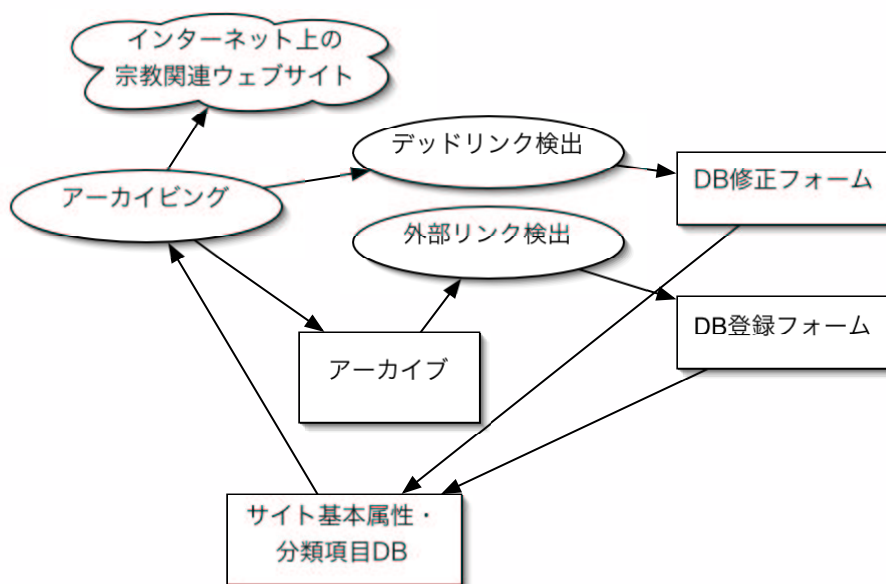 インターネット上の
宗教関連ウェブサイト
デッドリンク検出
DB修正フォーム
アーカイビング
外部リンク検出
DB登録フォーム
アーカイブ
サイト基本属性・
分類項目DB